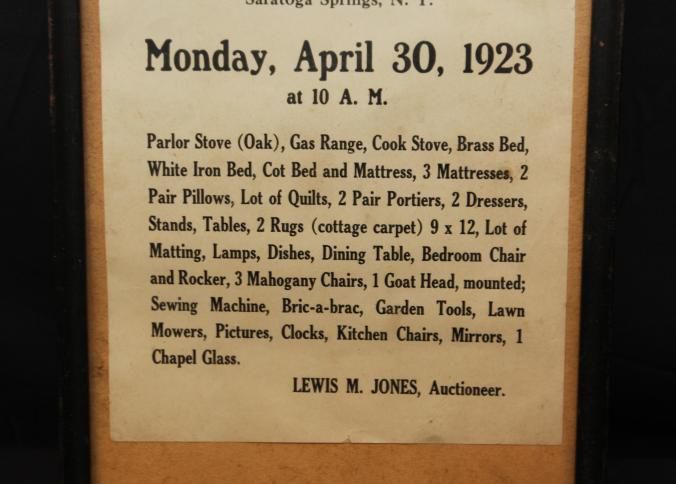 Saratoga Springs, N. Y.
Monday, April 30, 1923
at 10 A. M.
Parlor Stove (Oak), Gas Range, Cook Stove, Brass Bed,
White Iron Bed, Cot Bed and Mattress, 3 Mattresses, 2
Pair Pillows, Lot of Quilts, 2 Pair Portiers, 2 Dressers,
Stands, Tables, 2 Rugs (cottage carpet) 9 x 12, Lot of
Matting, Lamps, Dishes, Dining Table, Bedroom Chair
and Rocker, 3 Mahogany Chairs, 1 Goat Head, mounted;
Sewing Machine, Bric-a-brac, Garden Tools, Lawn
Mowers, Pictures, Clocks, Kitchen Chairs, Mirrors, 1
Chapel Glass.
LEWIS M. JONES, Auctioneer.